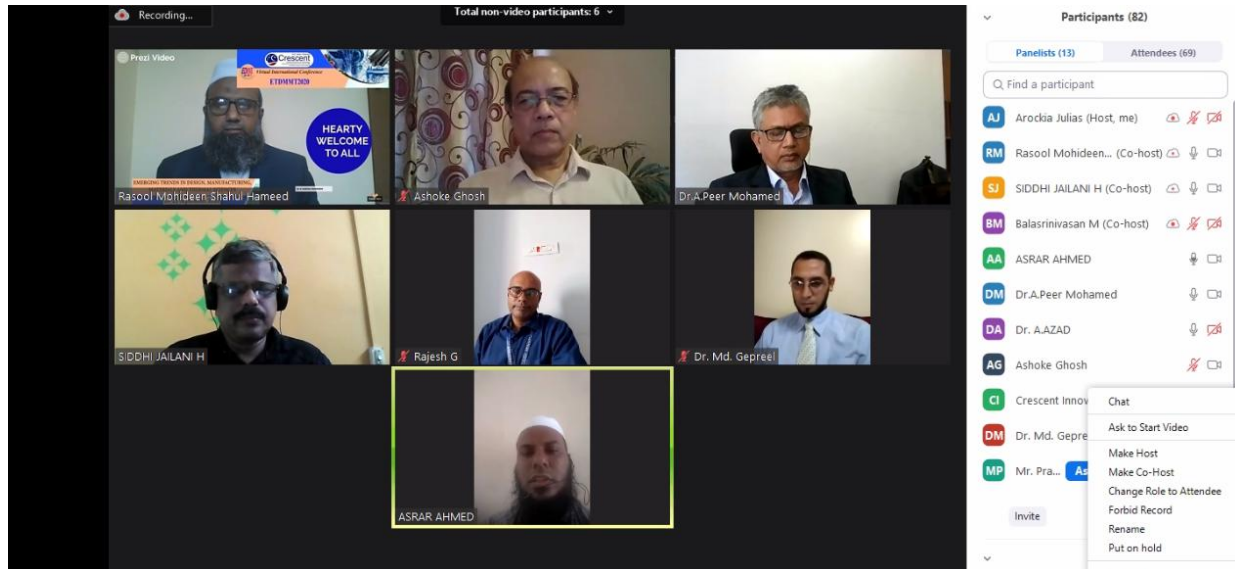 Recording...
Total non-video participants: 6
Prezi Video
Crescent
Virtual International Conference
ETDMMT2020
HEARTY
WELCOME
TO ALL
EMERGING TRENDS IN DESIGN, MANUFACTURING,
Rasool Mohideen Shahul Hameed
Ashoke Ghosh
Dr.A.Peer Mohamed
SIDDHI JAILANI H
Rajesh G
Dr. Md. Gepreel
ASRAR AHMED
Participants (82)
Panelists (13)
Attendees (69)
Find a participant
AJ Arockia Julias (Host, me)
RM Rasool Mohideen... (Co-host)
SJ SIDDHI JAILANI H (Co-host)
BM Balasrinivasan M (Co-host)
AA ASRAR AHMED
DM Dr.A.Peer Mohamed
DA Dr. A.AZAD
AG Ashoke Ghosh
CI Crescent Innov
DM Dr. Md. Gepre
MP Mr. Pra... As
Invite
Chat
Ask to Start Video
Make Host
Make Co-Host
Change Role to Attendee
Forbid Record
Rename
Put on hold